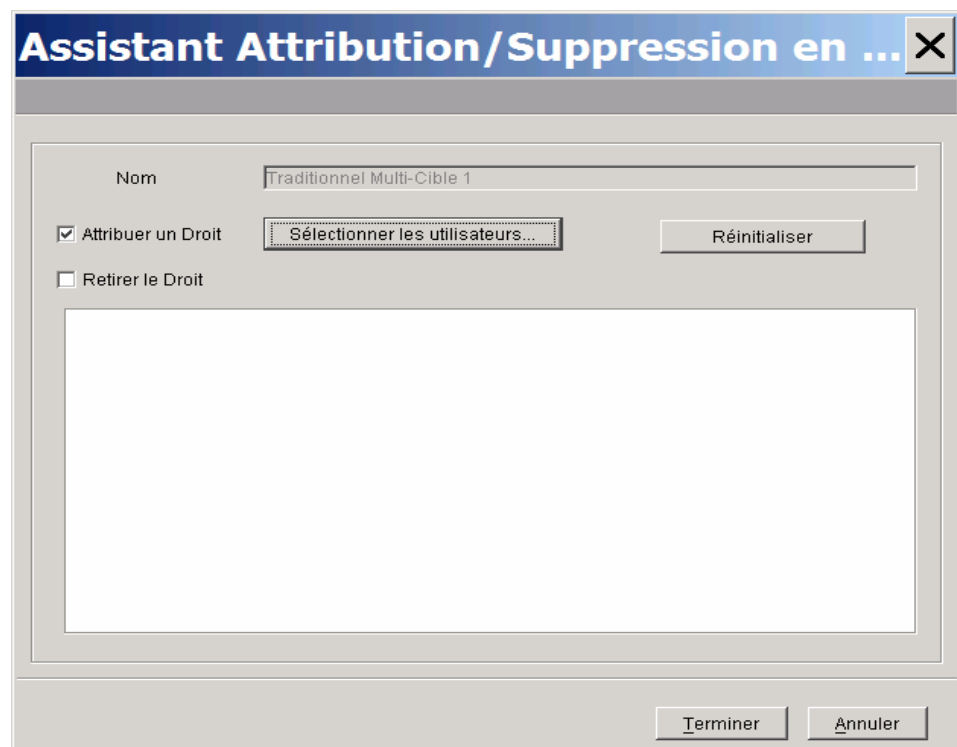 Assistant Attribution/Suppression en ...
Nom Traditionnel Multi-Cible 1
Attribuer un Droit Sélectionner les utilisateurs... Réinitialiser
Retirer le Droit
Terminer Annuler